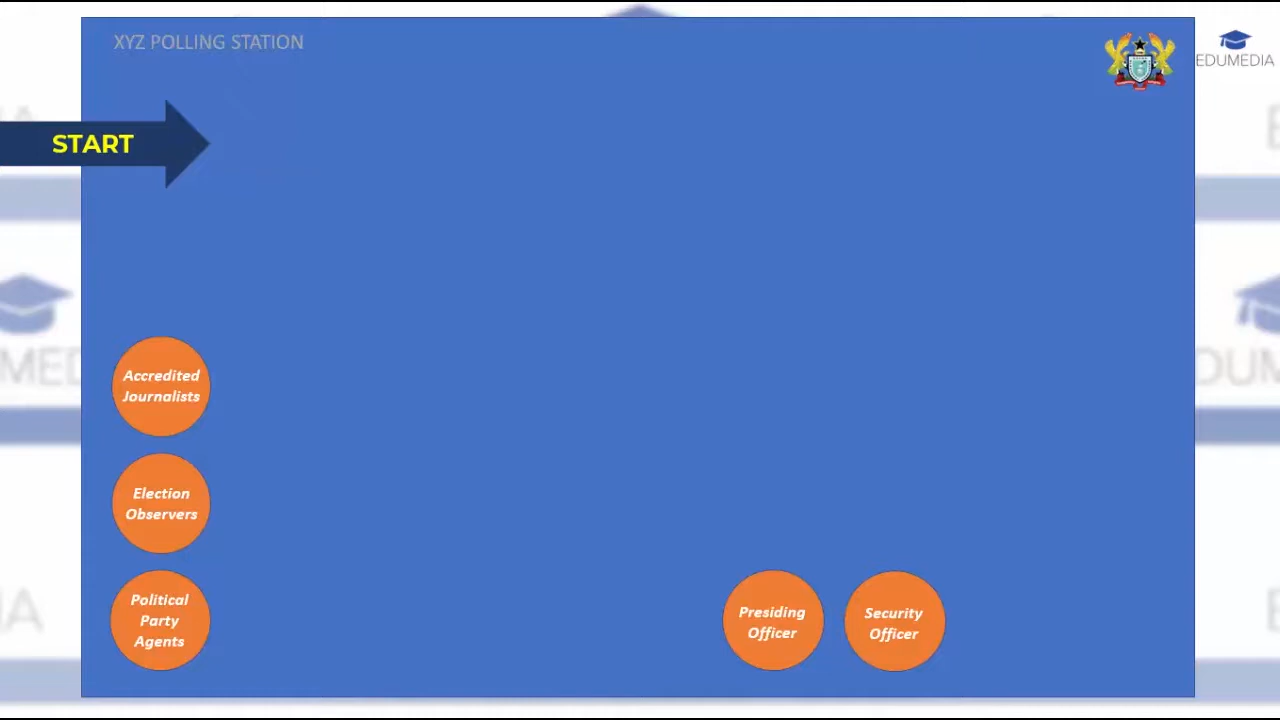 XYZ POLLING STATION
EDUMEDIA
START
Accredited
Journalists
Election
Observers
Political
Party
Agents
Presiding
Officer
Security
Officer